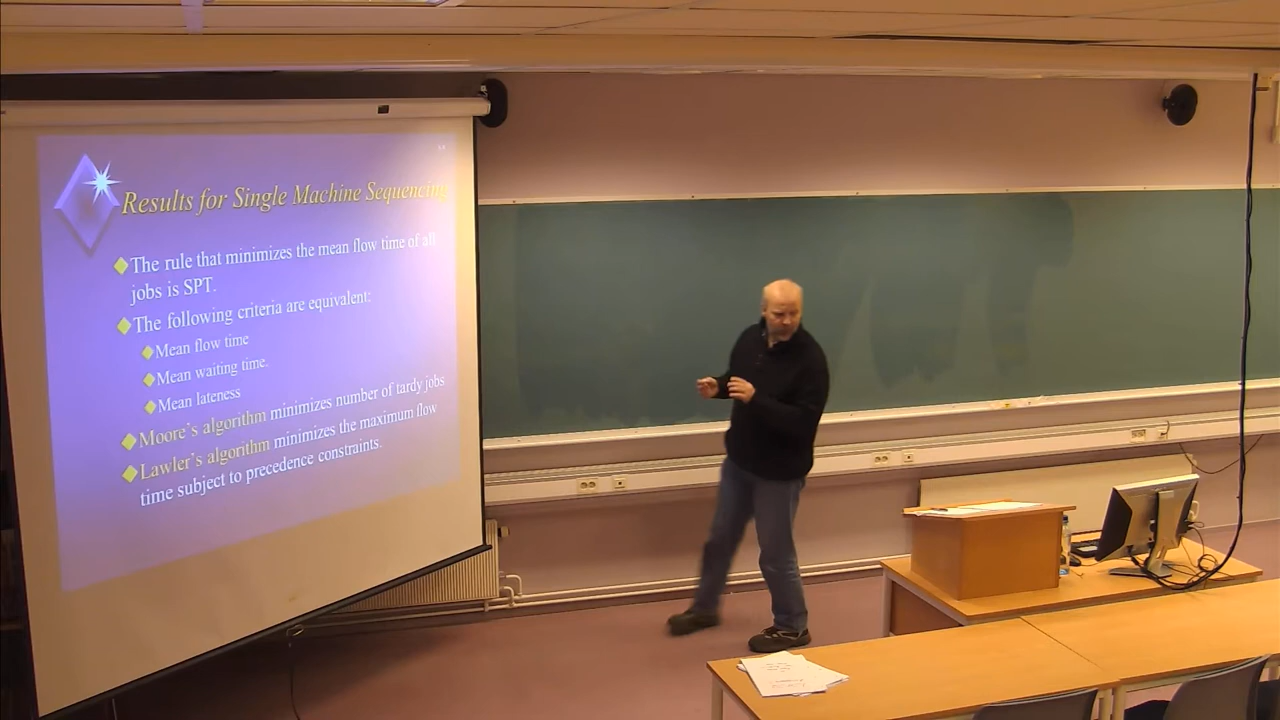 Results for Single Machine Sequencing
The rule that minimizes the mean flow time of all
jobs is SPT.
The following criteria are equivalent:
Mean flow time
Mean waiting time.
Mean lateness
Moore's algorithm minimizes number of tardy jobs
Lawler's algorithm minimizes the maximum flow
time subject to precedence constraints.